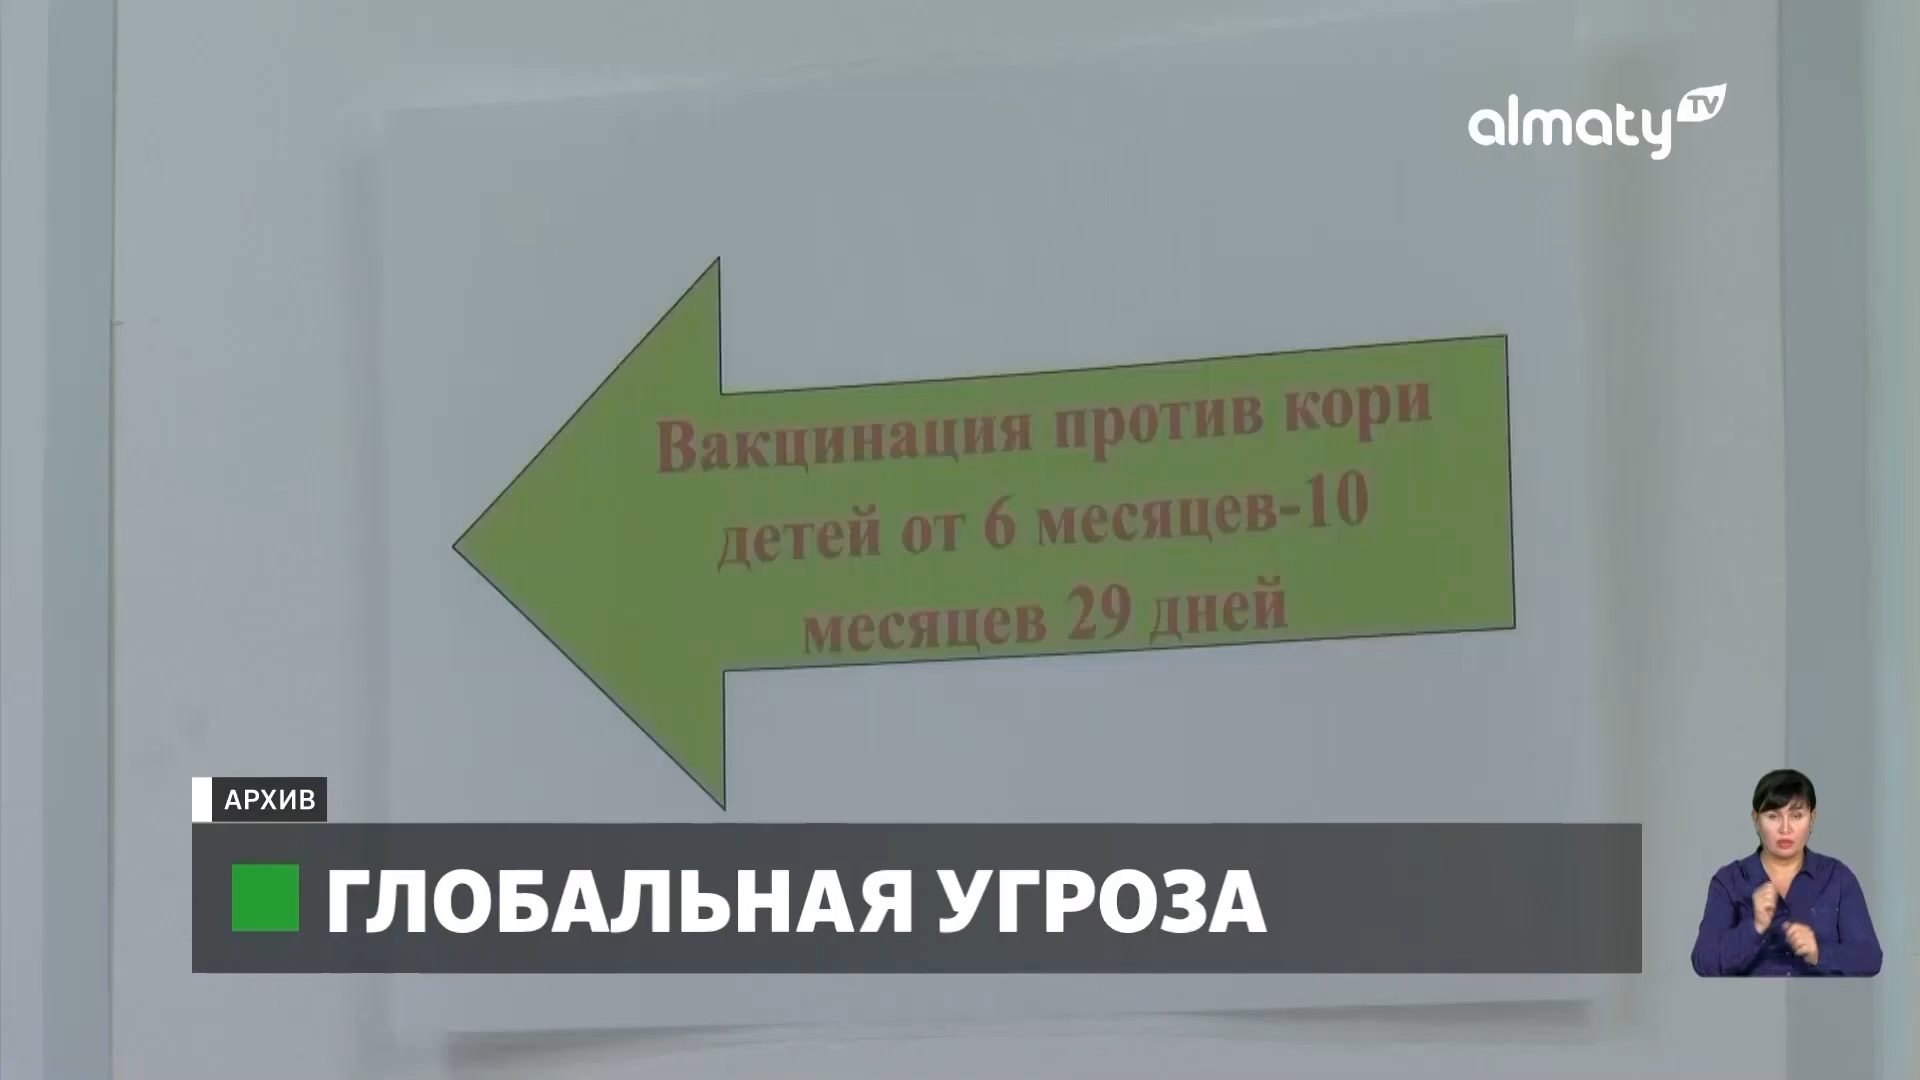 almaty TV
Вакцинация против кори
детей от 6 месяцев-10
месяцев 29 дней
АРХИВ
ГЛОБАЛЬНАЯ УГРОЗА